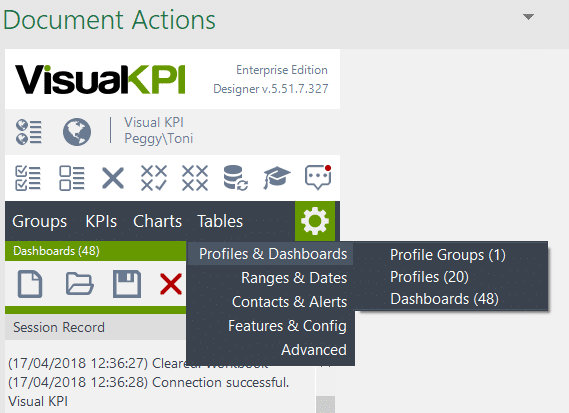 Document Actions
VisualKPI
Enterprise Edition
Designer v.5.51.7.327
Visual KPI
Peggy\Toni
Groups KPIs Charts Tables
Dashboards (48)
Profiles & Dashboards
Ranges & Dates
Contacts & Alerts
Features & Config
Advanced
Profile Groups (1)
Profiles (20)
Dashboards (48)
Session Record
(17/04/2018 12:36:27) Cleared Workbook
(17/04/2018 12:36:28) Connection successful.
Visual KPI